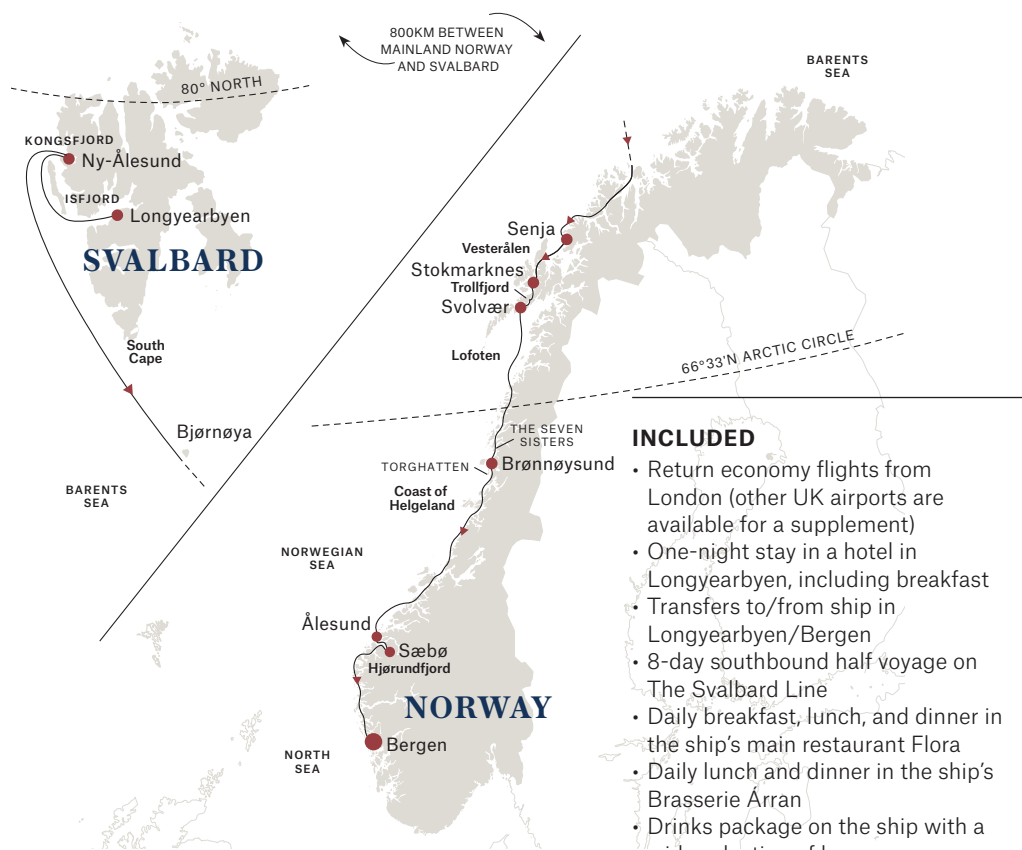 800KM BETWEEN
MAINLAND NORWAY
AND SVALBARD
BARENTS
SEA
80° NORTH
KONGSFJORD
Ny-Ålesund
ISFJORD
Longyearbyen
SVALBARD
South
Cape
Bjørnøya
BARENTS
SEA
Senja
Vesterålen
Stokmarknes
Trollfjord
Svolvær
Lofoten
66°33'N ARCTIC CIRCLE
THE SEVEN
SISTERS
TORGHATTEN
Brønnøysund
Coast of
Helgeland
NORWEGIAN
SEA
Ålesund
Sæbø
Hjørundfjord
NORWAY
Bergen
NORTH
SEA
INCLUDED
• Return economy flights from
London (other UK airports are
available for a supplement)
• One-night stay in a hotel in
Longyearbyen, including breakfast
• Transfers to/from ship in
Longyearbyen/Bergen
• 8-day southbound half voyage on
The Svalbard Line
• Daily breakfast, lunch, and dinner in
the ship's main restaurant Flora
• Daily lunch and dinner in the ship's
Brasserie Árran
• Drinks package on the ship with a